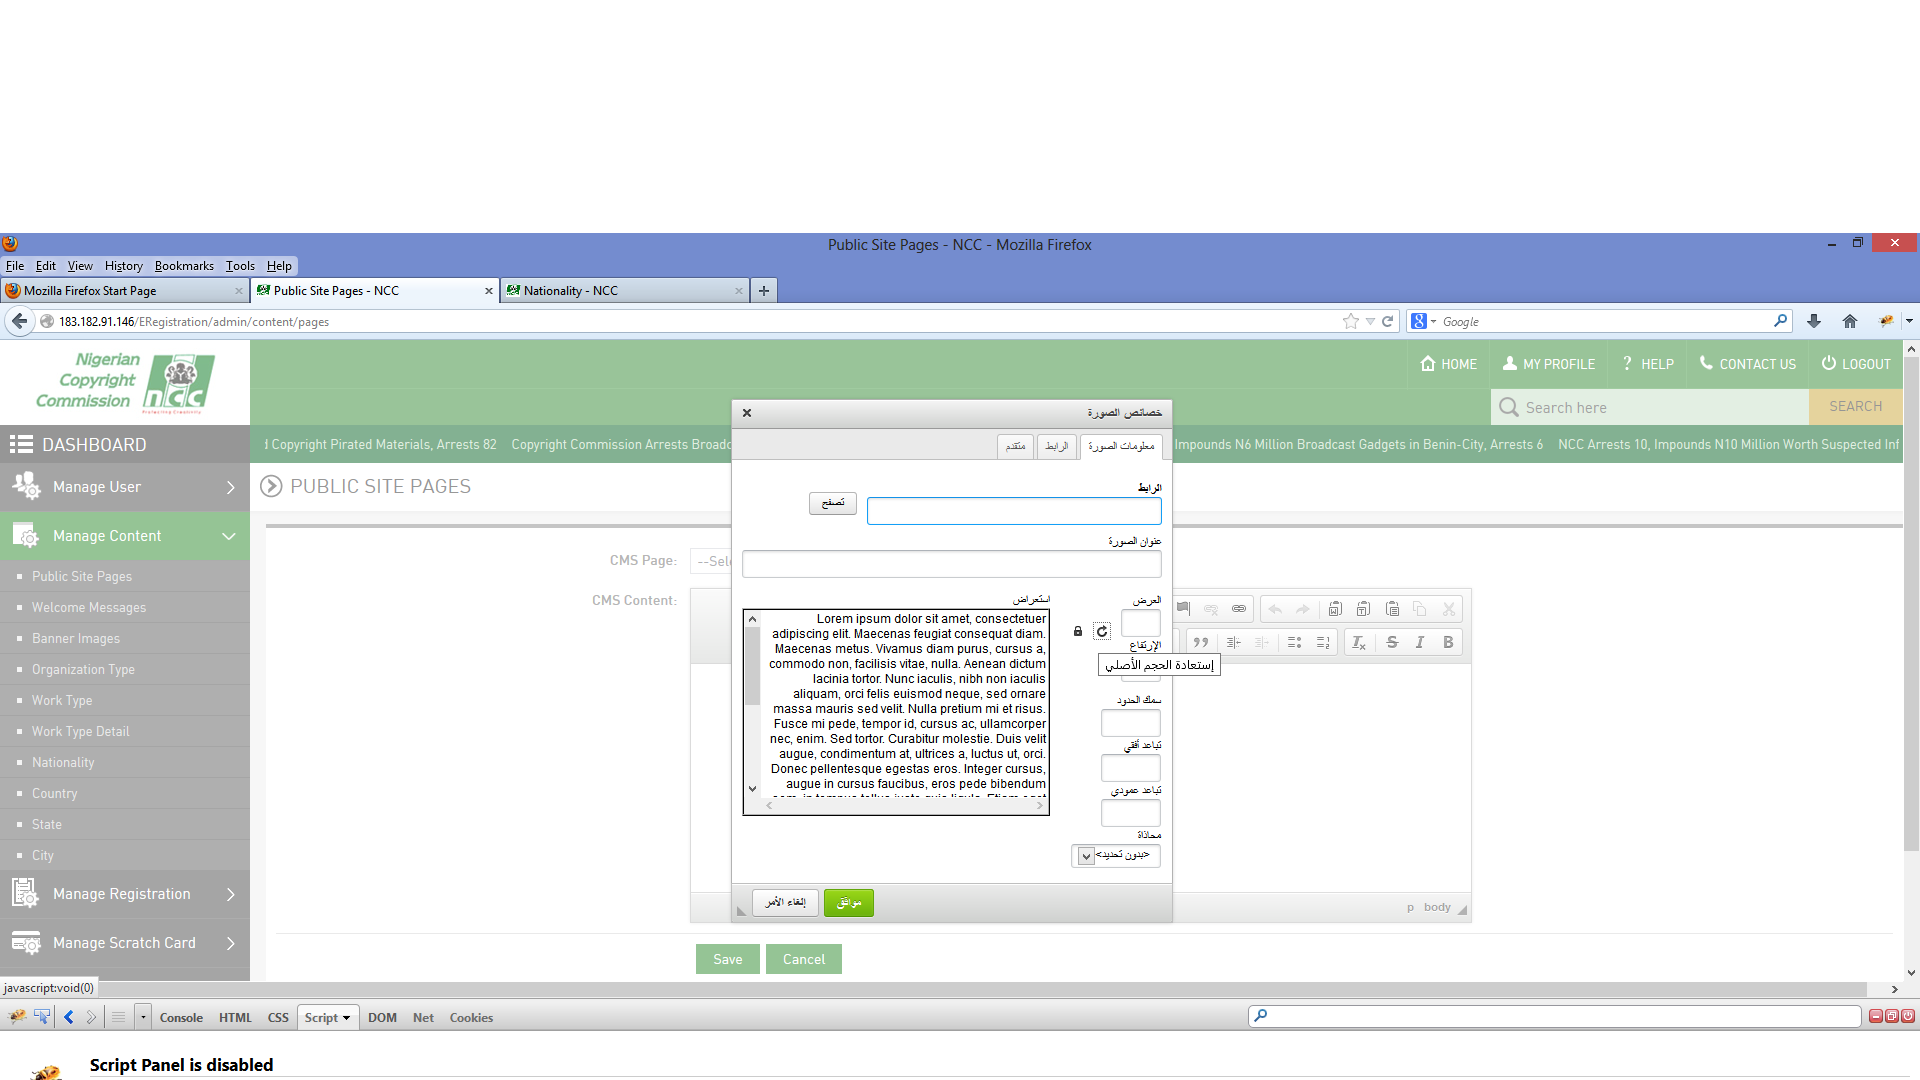 Public Site Pages - NCC - Mozilla Firefox
File Edit View History Bookmarks Tools Help
Mozilla Firefox Start Page
Public Site Pages - NCC
Nationality - NCC
183.182.91.146/ERegistration/admin/content/pages
Google
Nigerian
Copyright
Commission
ncc
Protecting Creativity
HOME
MY PROFILE
HELP
CONTACT US
LOGOUT
Search here
SEARCH
DASHBOARD
Copyright Pirated Materials, Arrests 82 Copyright Commission Arrests Broadc
Impounds N6 Million Broadcast Gadgets in Benin-City, Arrests 6 NCC Arrests 10, Impounds N10 Million Worth Suspected Inf
Manage User
Manage Content
Public Site Pages
Welcome Messages
Banner Images
Organization Type
Work Type
Work Type Detail
Nationality
Country
State
City
Manage Registration
Manage Scratch Card
PUBLIC SITE PAGES
CMS Page:
--Sele
CMS Content:
خصائص الصورة
معلومات الصورة
الرابط
متقدم
الرابط
تصفح
عنوان الصورة
العرض
الإرتفاع
إستعادة الحجم الأصلي
سمك الحدود
تباعد أفقي
تباعد عمودي
محاذاة
<بدون تحديد>
استعراض
Lorem ipsum dolor sit amet, consectetuer
adipiscing elit. Maecenas feugiat consequat diam.
Maecenas metus. Vivamus diam purus, cursus a,
commodo non, facilisis vitae, nulla. Aenean dictum
lacinia tortor. Nunc iaculis, nibh non iaculis
aliquam, orci felis euismod neque, sed ornare
massa mauris sed velit. Nulla pretium mi et risus.
Fusce mi pede, tempor id, cursus ac, ullamcorper
nec, enim. Sed tortor. Curabitur molestie. Duis velit
augue, condimentum at, ultrices a, luctus ut, orci.
Donec pellentesque egestas eros. Integer cursus,
augue in cursus faucibus, eros pede bibendum
موافق
إلغاء الأمر
I B
p body
Save
Cancel
javascript:void(0)
Console HTML CSS Script DOM Net Cookies
Script Panel is disabled